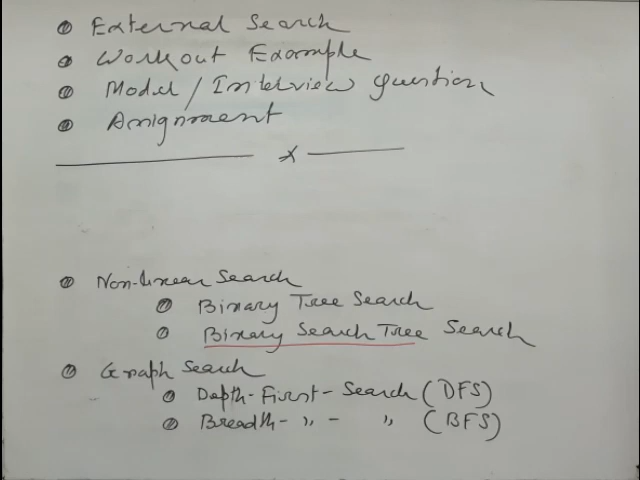 External Search
Workout Example
Model / Interview question
Assignment
x
Non-linear Search
Binary Tree Search
Binary Search Tree Search
Graph Search
Depth-First-Search (DFS)
Breadth- ,, - ,, (BFS)